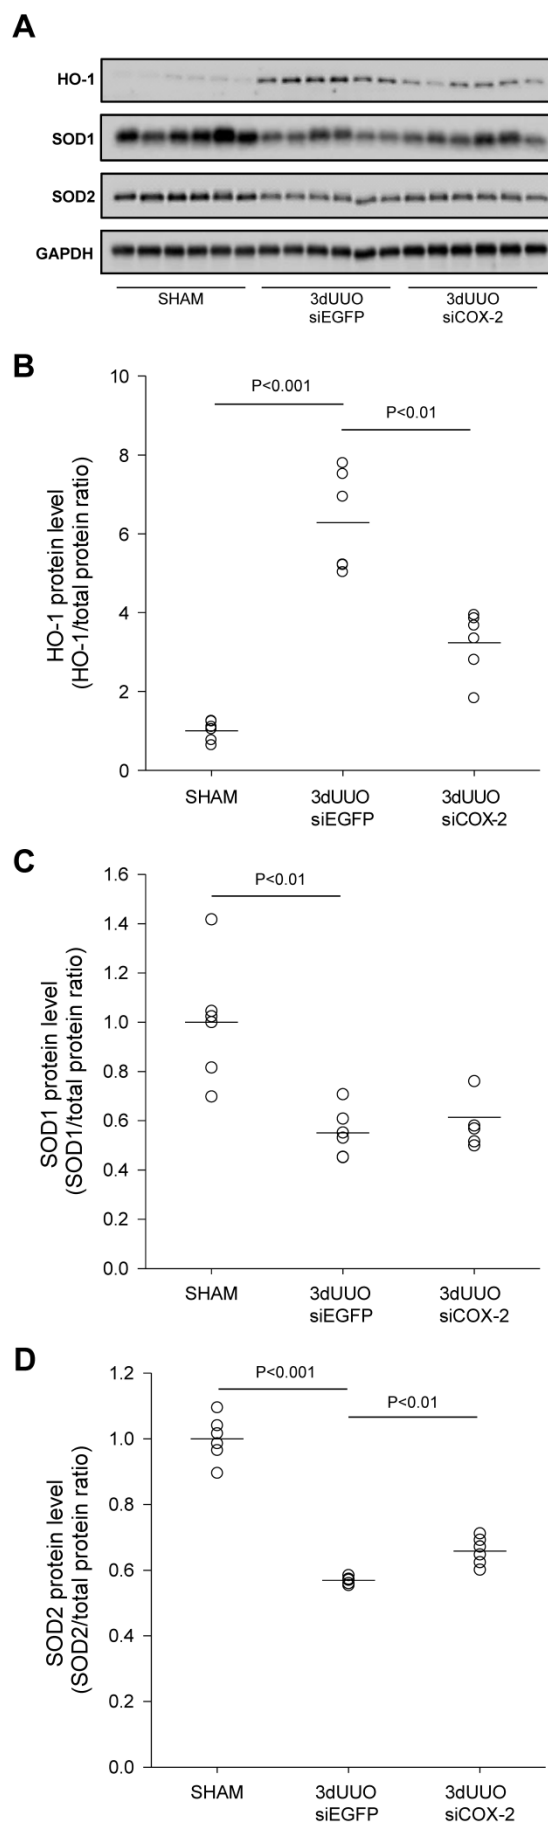 A
HO-1
SOD1
SOD2
GAPDH
SHAM
3dUUO
siEGFP
3dUUO
siCOX-2
B
HO-1 protein level
(HO-1/total protein ratio)
10
8
6
4
2
0
P<0.001
P<0.01
SHAM
3dUUO
siEGFP
3dUUO
siCOX-2
C
SOD1 protein level
(SOD1/total protein ratio)
1.6
1.4
1.2
1.0
0.8
0.6
0.4
0.2
0.0
P<0.01
SHAM
3dUUO
siEGFP
3dUUO
siCOX-2
D
SOD2 protein level
(SOD2/total protein ratio)
1.2
1.0
0.8
0.6
0.4
0.2
0.0
P<0.001
P<0.01
SHAM
3dUUO
siEGFP
3dUUO
siCOX-2